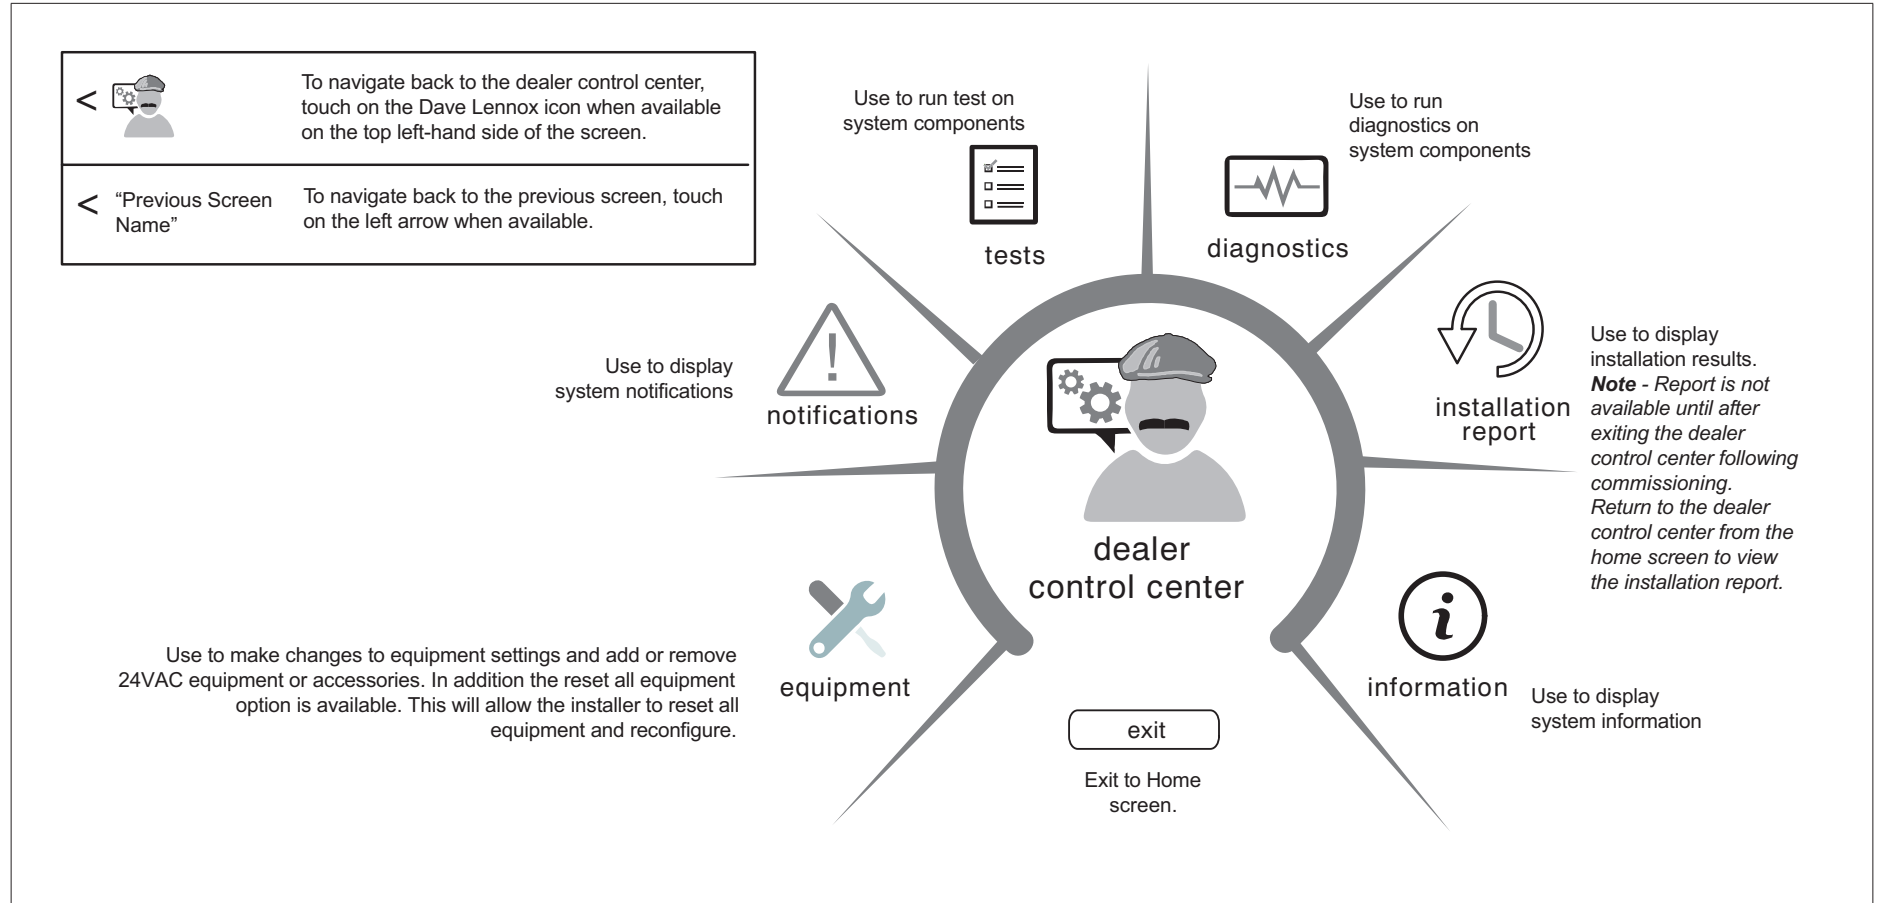 <
To navigate back to the dealer control center,
touch on the Dave Lennox icon when available
on the top left-hand side of the screen.
< “Previous Screen
Name”
To navigate back to the previous screen, touch
on the left arrow when available.
Use to run test on
system components
tests
Use to run
diagnostics on
system components
diagnostics
Use to display
system notifications
!
notifications
installation
report
Use to display
installation results.
Note - Report is not
available until after
exiting the dealer
control center following
commissioning.
Return to the dealer
control center from the
home screen to view
the installation report.
dealer
control center
Use to make changes to equipment settings and add or remove
24VAC equipment or accessories. In addition the reset all equipment
option is available. This will allow the installer to reset all
equipment and reconfigure.
equipment
i
information
Use to display
system information
exit
Exit to Home
screen.